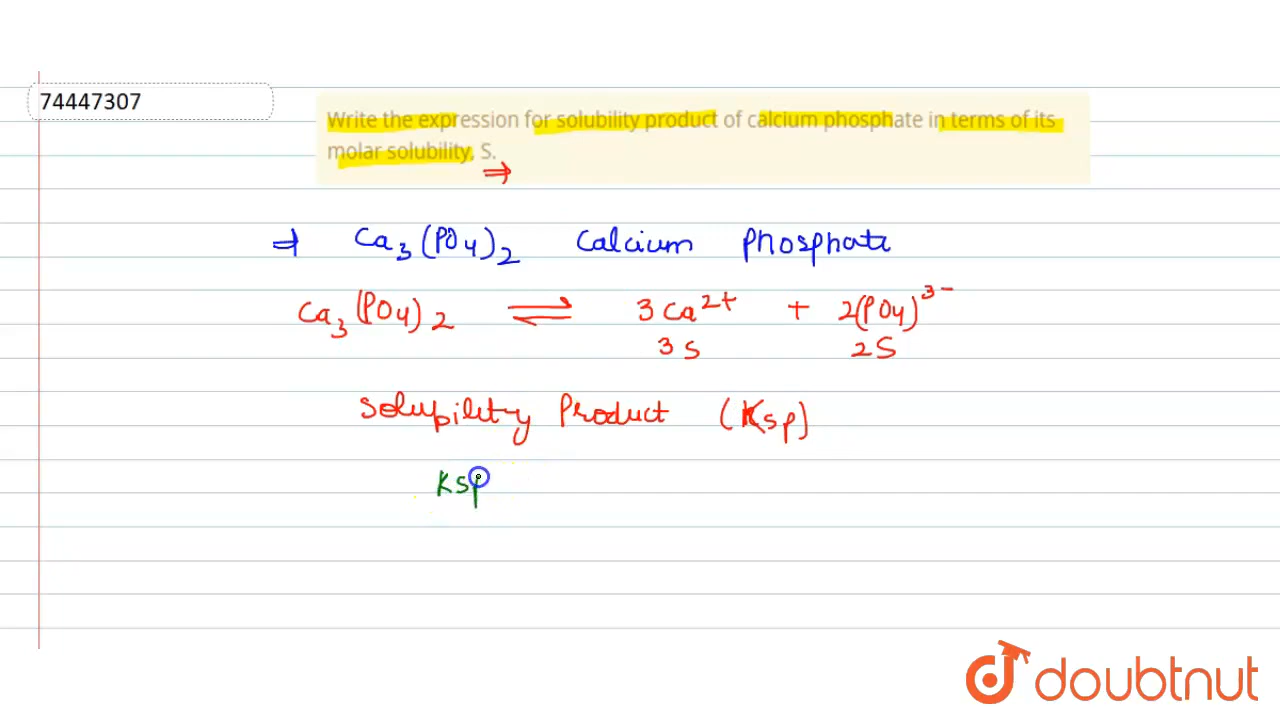 74447307
Write the expression for solubility product of calcium phosphate in terms of its
molar solubility, S.
⇒
⇒ Ca₃(PO₄)₂ Calcium Phosphate
Ca₃(PO₄)₂ ⇌ 3Ca²⁺ + 2(PO₄)³⁻
3S 2S
Solubility Product (Ksp)
Ksp
doubtnut